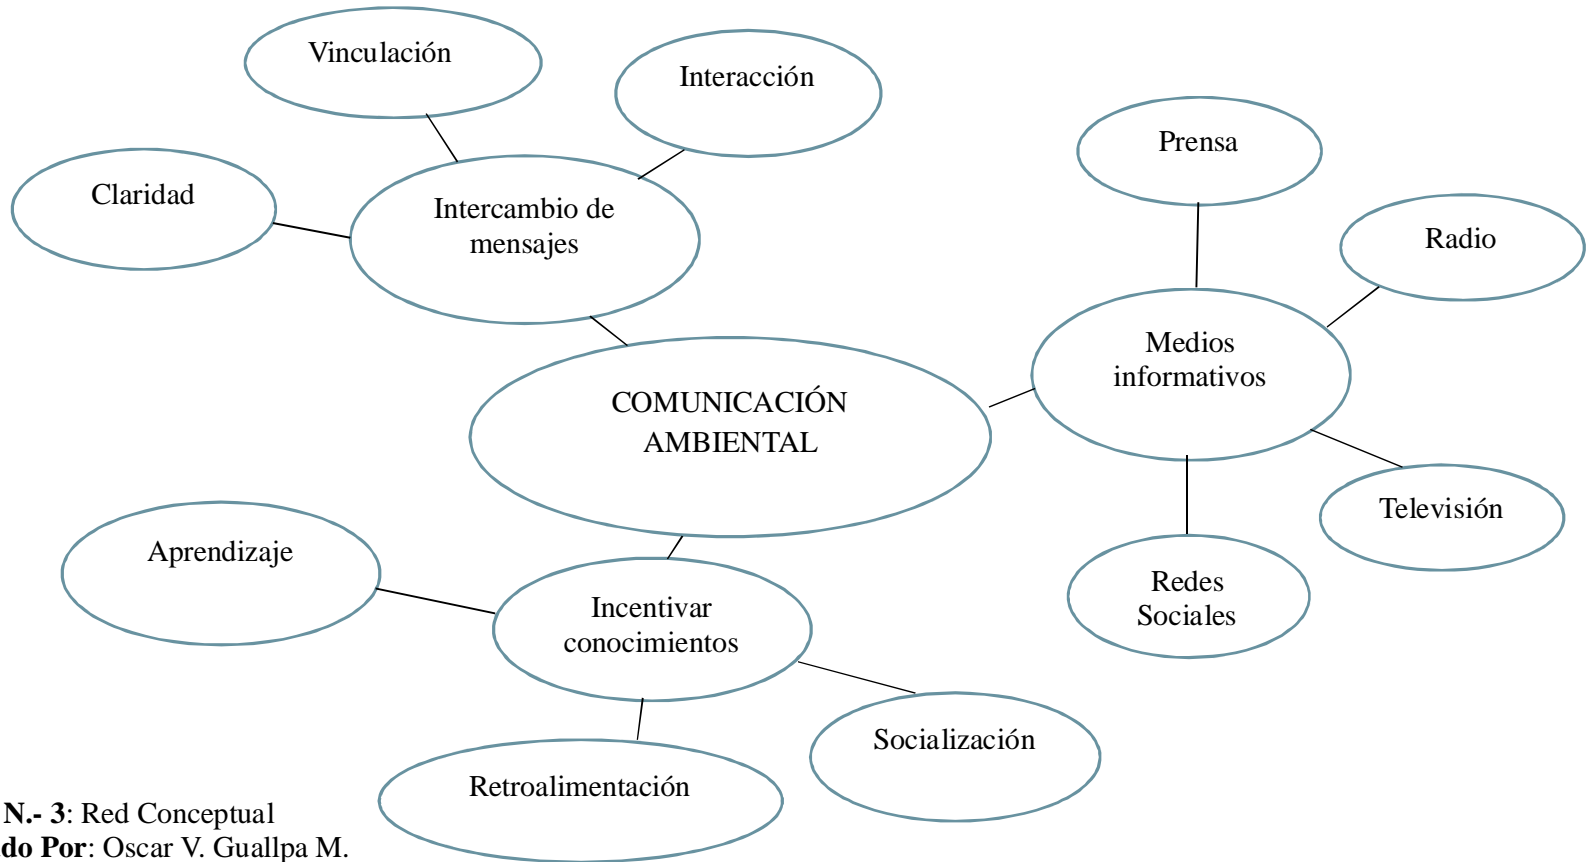 Vinculación
Interacción
Claridad
Intercambio de
mensajes
Prensa
Radio
Medios
informativos
COMUNICACIÓN
AMBIENTAL
Televisión
Redes
Sociales
Aprendizaje
Incentivar
conocimientos
Socialización
Retroalimentación
N.- 3: Red Conceptual
Por: Oscar V. Guallpa M.